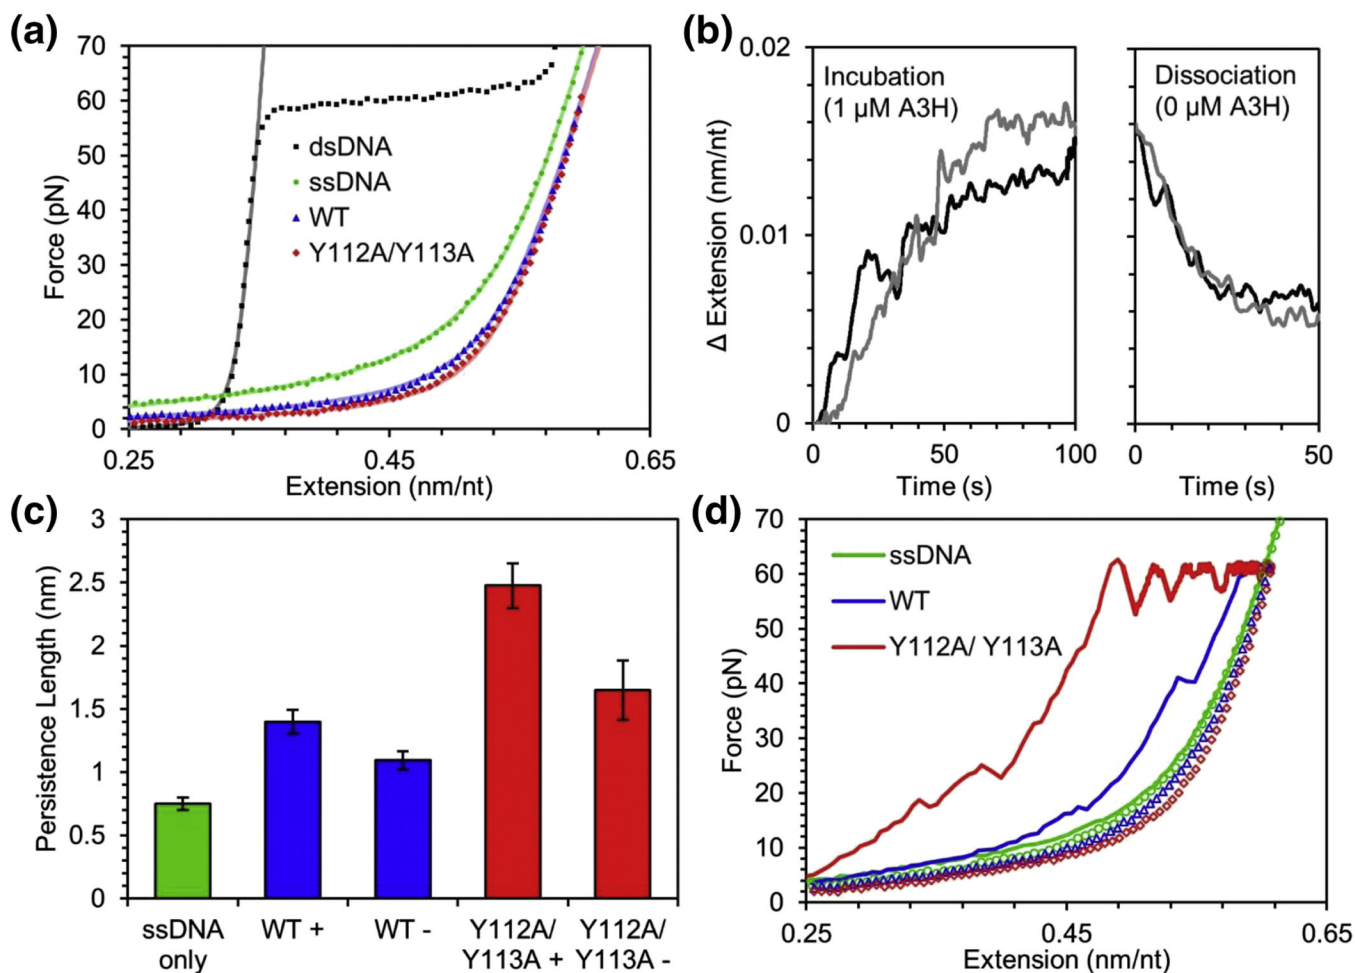 (a)
70
60
50
40
30
20
10
0
Force (pN)
dsDNA
ssDNA
WT
Y112A/Y113A
0.25
0.45
0.65
Extension (nm/nt)
(b)
0.02
0.01
0
Δ Extension (nm/nt)
Incubation
(1 µM A3H)
0
50
100
Time (s)
Dissociation
(0 µM A3H)
0
50
Time (s)
(c)
3
2.5
2
1.5
1
0.5
0
Persistence Length (nm)
ssDNA
only
WT +
WT -
Y112A/
Y113A +
Y112A/
Y113A -
(d)
70
60
50
40
30
20
10
0
Force (pN)
ssDNA
WT
Y112A/ Y113A
0.25
0.45
0.65
Extension (nm/nt)